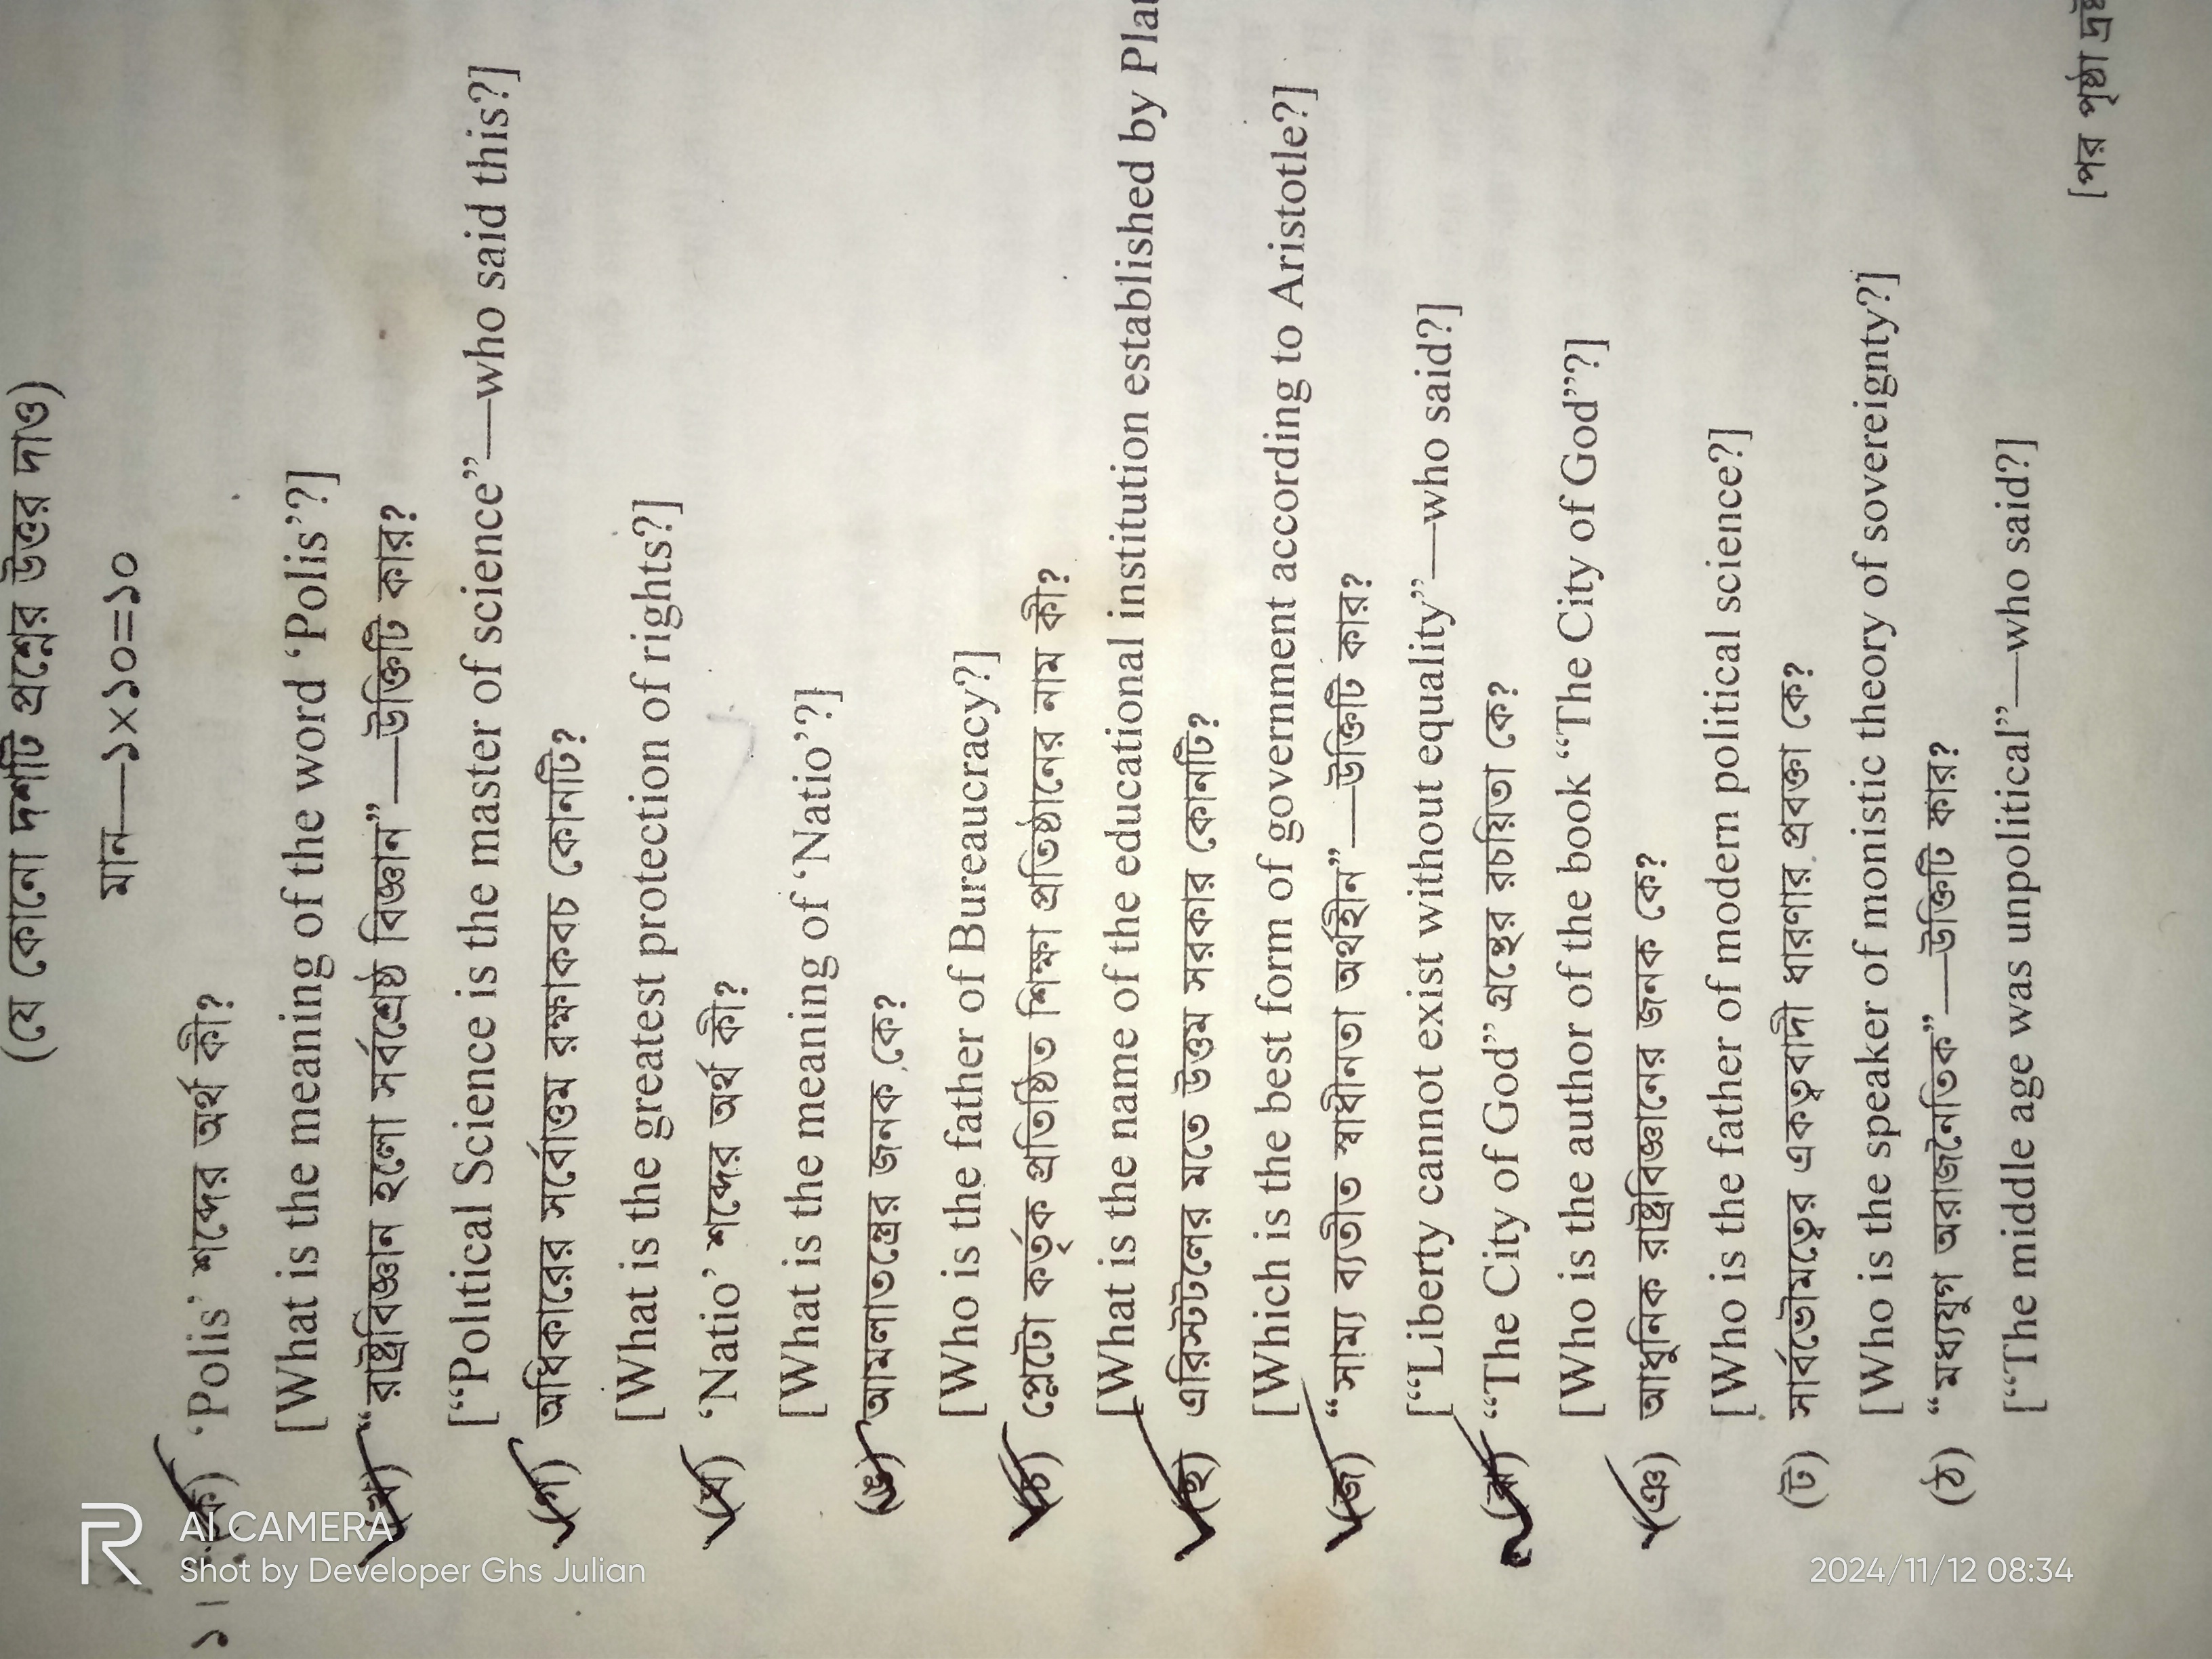 (যে কোনো দশটি প্রশ্নের উত্তর দাও)
মান—১×১০=১০
১। (ক) ‘Polis’ শব্দের অর্থ কী?
[What is the meaning of the word ‘Polis’?]
(খ) “রাষ্ট্রবিজ্ঞান হলো সর্বশ্রেষ্ঠ বিজ্ঞান”—উক্তিটি কার?
[“Political Science is the master of science”—who said this?]
(গ) অধিকারের সর্বোত্তম রক্ষাকবচ কোনটি?
[What is the greatest protection of rights?]
(ঘ) ‘Natio’ শব্দের অর্থ কী?
[What is the meaning of ‘Natio’?]
(ঙ) আমলাতন্ত্রের জনক কে?
[Who is the father of Bureaucracy?]
(চ) প্লেটো কর্তৃক প্রতিষ্ঠিত শিক্ষা প্রতিষ্ঠানের নাম কী?
[What is the name of the educational institution established by
(ছ) এরিস্টটলের মতে উত্তম সরকার কোনটি?
[Which is the best form of government according to Aristotle?]
(জ) “সাম্য ব্যতীত স্বাধীনতা অর্থহীন”—উক্তিটি কার?
[“Liberty cannot exist without equality”—who said?]
(ঝ) “The City of God” গ্রন্থের রচয়িতা কে?
[Who is the author of the book “The City of God”?]
(ঞ) আধুনিক রাষ্ট্রবিজ্ঞানের জনক কে?
[Who is the father of modern political science?]
(ট) সার্বভৌমত্বের একত্ববাদী ধারণার প্রবক্তা কে?
[Who is the speaker of monistic theory of sovereignty?]
(ঠ) “মধ্যযুগ অরাজনৈতিক”—উক্তিটি কার?
[“The middle age was unpolitical”—who said?]
[পর পৃষ্ঠা
AI CAMERA
Shot by Developer Ghs Julian
2024/11/12 08:34